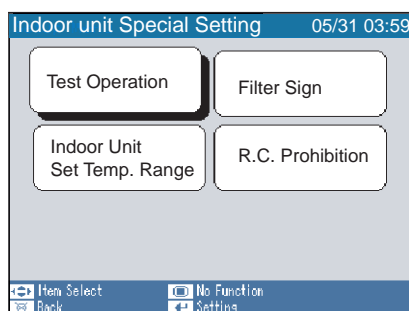 Indoor unit Special Setting 05/31 03:59
Test Operation
Filter Sign
Indoor Unit
Set Temp. Range
R.C. Prohibition
Item Select No Function
Back Setting